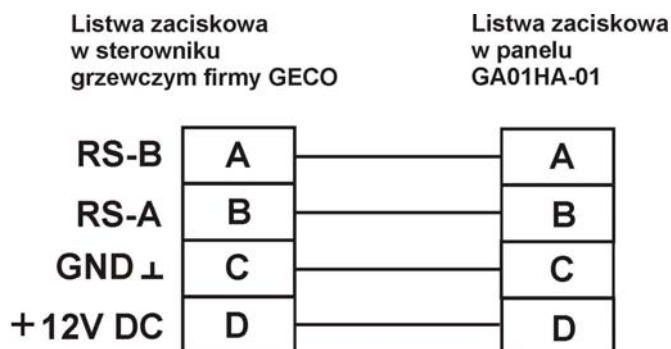 Listwa zaciskowa
w sterowniku
grzewczym firmy GECO
Listwa zaciskowa
w panelu
GA01HA-01
RS-B A A
RS-A B B
GND ⊥ C C
+12V DC D D